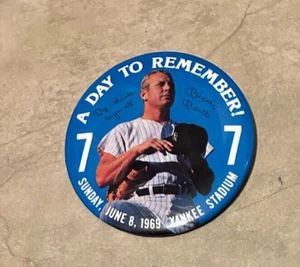 A DAY TO REMEMBER!
7 7
SUNDAY, JUNE 8, 1969 YANKEE STADIUM